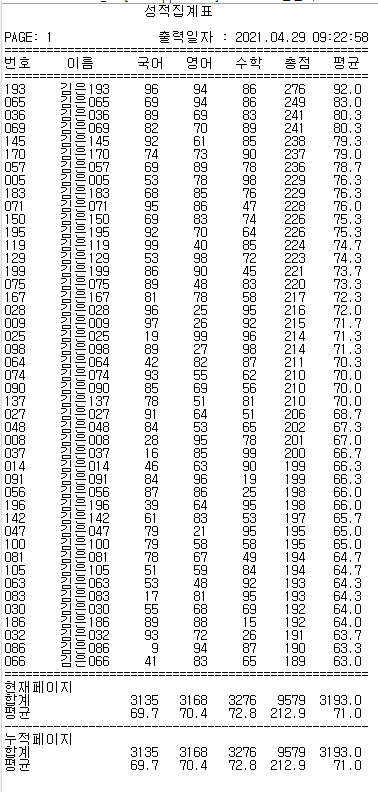 성적집계표
PAGE: 1 출력일자 : 2021.04.29 09:22:58
번호 이름 국어 영어 수학 총점 평균
193 김은193 96 94 86 276 92.0
065 김은065 69 94 86 249 83.0
036 김은036 89 69 83 241 80.3
069 김은069 82 70 89 241 80.3
145 김은145 92 61 85 238 79.3
170 김은170 74 73 90 237 79.0
057 김은057 69 89 78 236 78.7
005 김은005 53 78 98 229 76.3
183 김은183 68 85 76 229 76.3
071 김은071 95 86 47 228 76.0
150 김은150 69 83 74 226 75.3
195 김은195 92 70 64 226 75.3
119 김은119 99 40 85 224 74.7
129 김은129 53 98 72 223 74.3
199 김은199 86 90 45 221 73.7
075 김은075 89 48 83 220 73.3
167 김은167 81 78 58 217 72.3
028 김은028 96 25 95 216 72.0
009 김은009 97 26 92 215 71.7
025 김은025 19 99 96 214 71.3
098 김은098 89 27 98 214 71.3
064 김은064 42 82 87 211 70.3
074 김은074 93 55 62 210 70.0
090 김은090 85 69 56 210 70.0
137 김은137 78 51 81 210 70.0
027 김은027 91 64 51 206 68.7
048 김은048 84 53 65 202 67.3
008 김은008 28 95 78 201 67.0
037 김은037 16 85 99 200 66.7
014 김은014 46 63 90 199 66.3
091 김은091 84 96 19 199 66.3
056 김은056 87 86 25 198 66.0
196 김은196 39 64 95 198 66.0
142 김은142 61 83 53 197 65.7
047 김은047 79 21 95 195 65.0
100 김은100 79 58 58 195 65.0
081 김은081 78 67 49 194 64.7
105 김은105 51 59 84 194 64.7
063 김은063 53 48 92 193 64.3
083 김은083 17 81 95 193 64.3
030 김은030 55 68 69 192 64.0
186 김은186 89 88 15 192 64.0
032 김은032 93 72 26 191 63.7
086 김은086 9 94 87 190 63.3
066 김은066 41 83 65 189 63.0
현재페이지
합계 3135 3168 3276 9579 3193.0
평균 69.7 70.4 72.8 212.9 71.0
누적페이지
합계 3135 3168 3276 9579 3193.0
평균 69.7 70.4 72.8 212.9 71.0